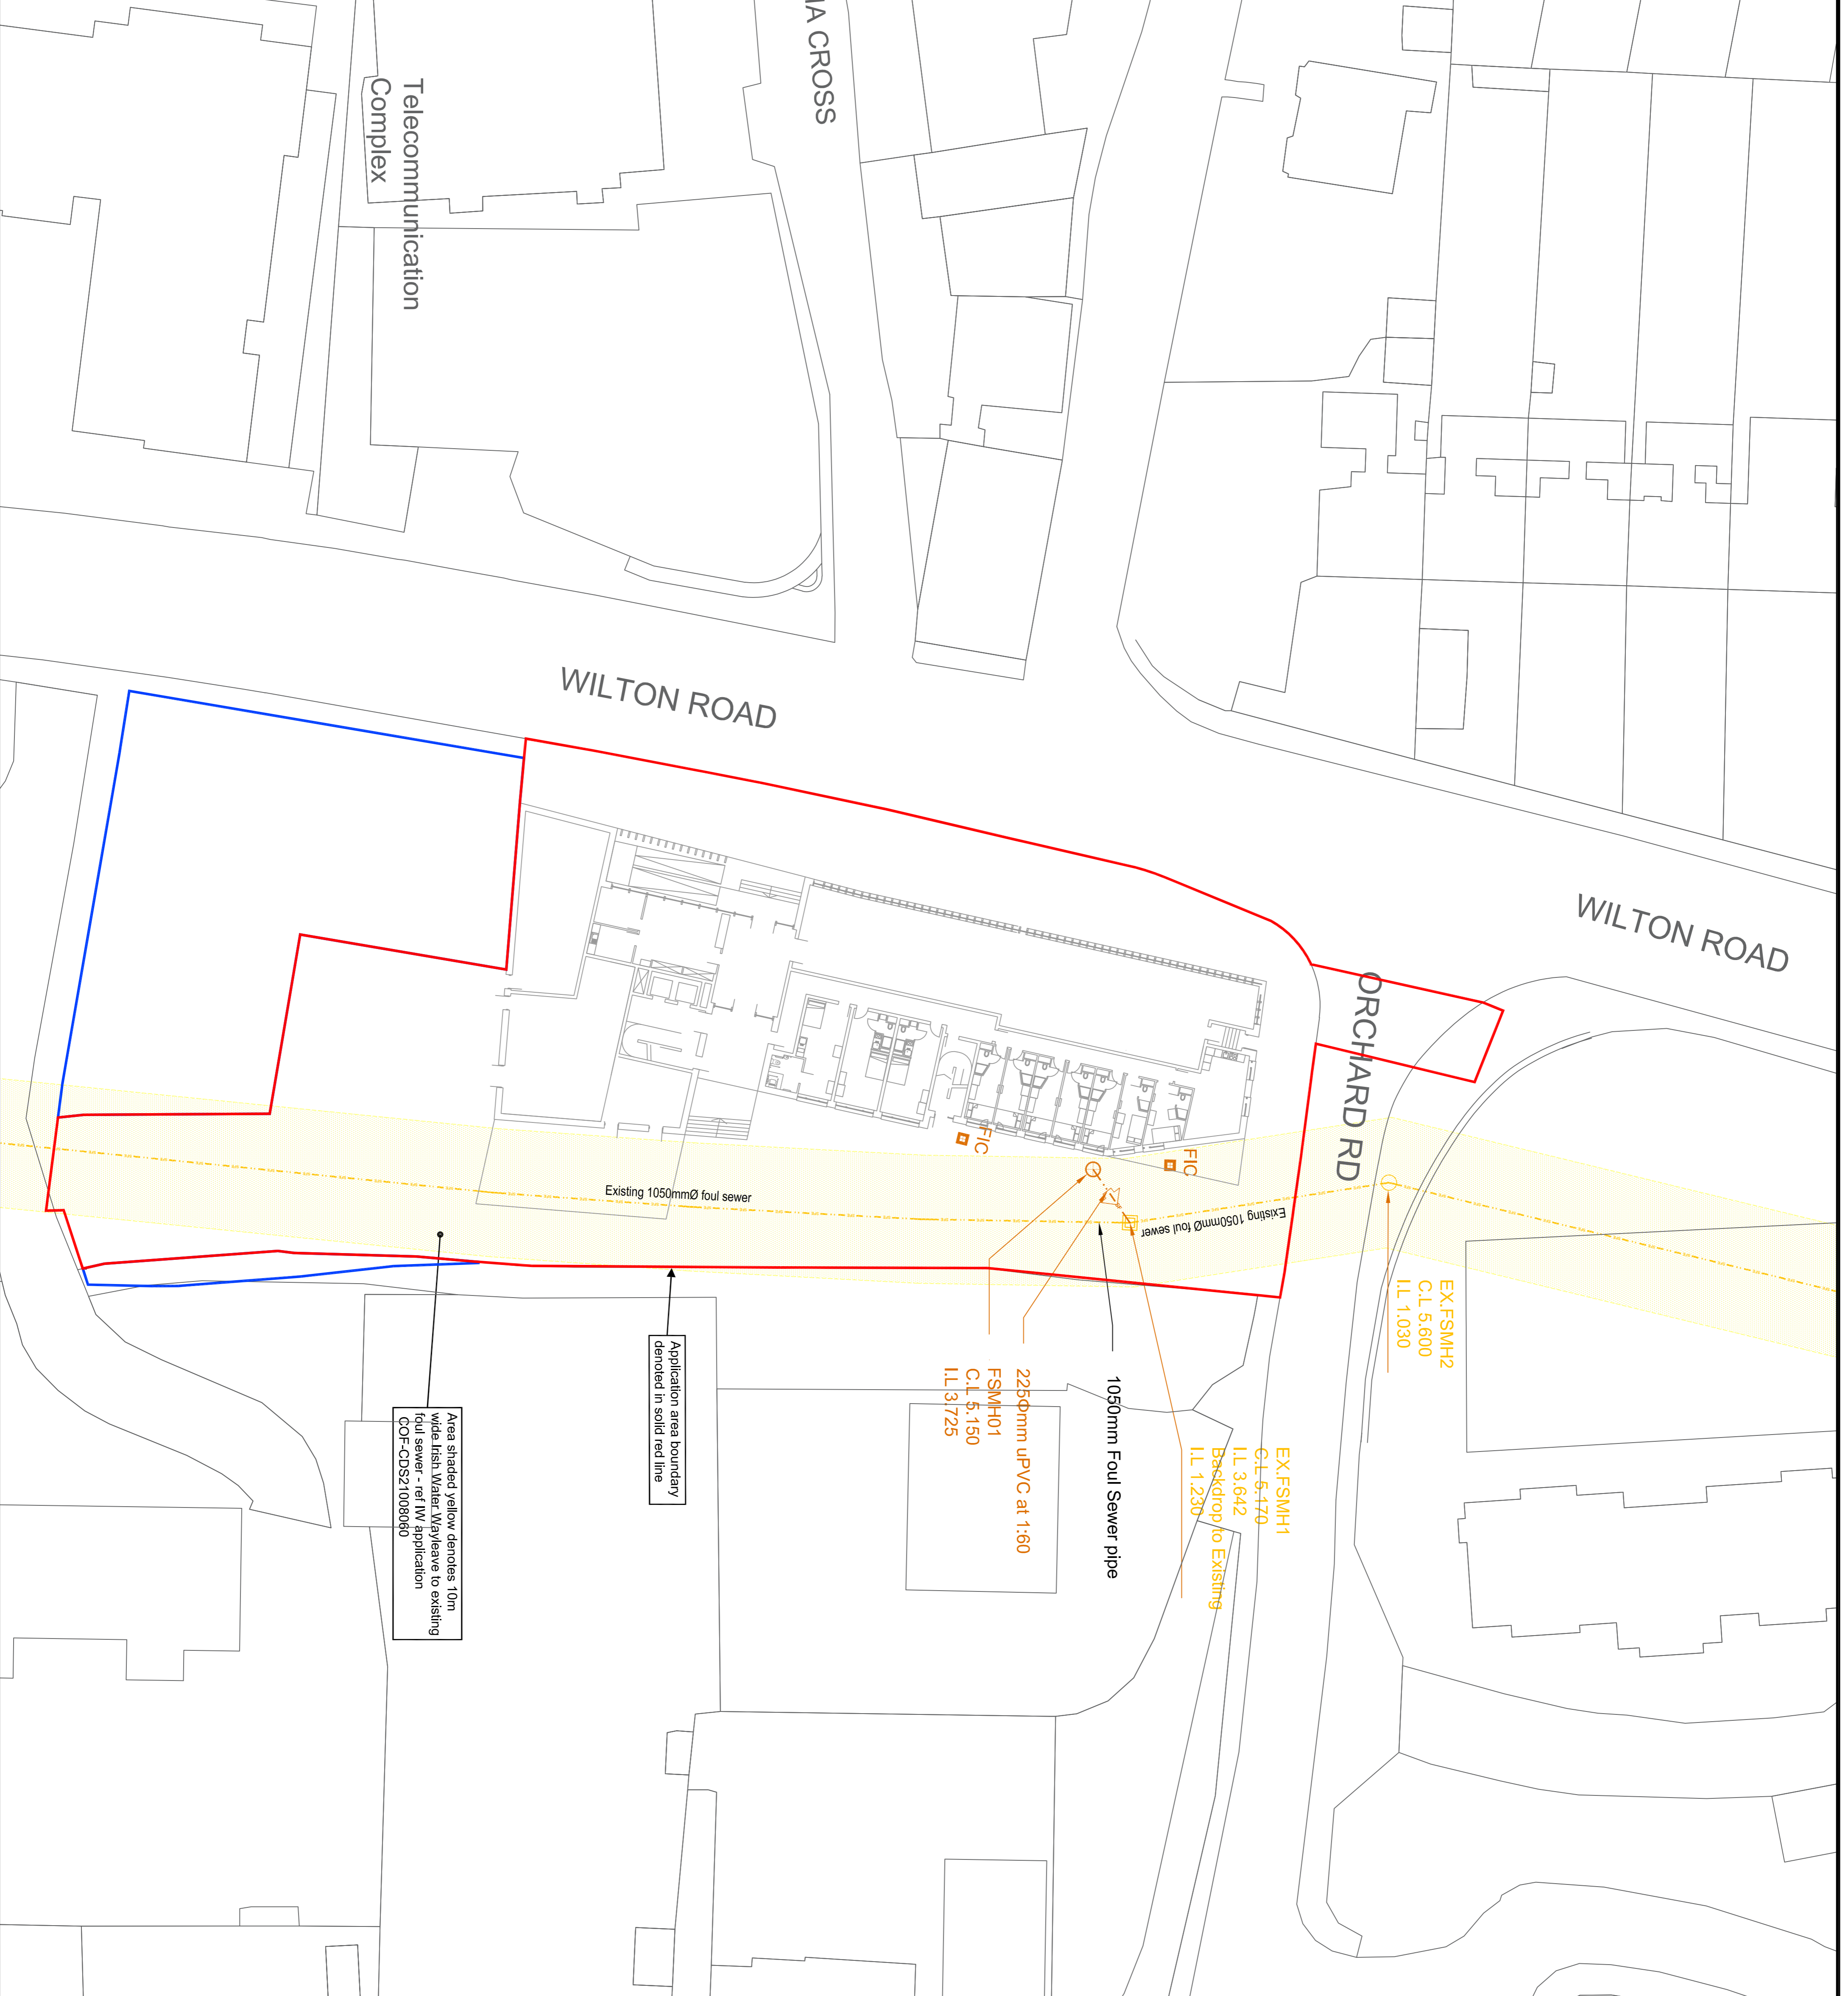 IA CROSS
Telecommunication
Complex
WILTON ROAD
WILTON ROAD
ORCHARD RD
FIC
FIC
Existing 1050mmØ foul sewer
Existing 1050mmØ foul sewer
EX.FSMH2
C.L 5.600
I.L 1.030
Application area boundary
denoted in solid red line
225Φmm uPVC at 1:60
FSMH01
C.L 5.150
I.L 3.725
1050mm Foul Sewer pipe
EX.FSMH1
C.L 5.170
I.L 3.642
Backdrop to Existing
I.L 1.230
Area shaded yellow denotes 10m
wide Irish Water Wayleave to existing
foul sewer - ref IW application
COF-CDS21008060